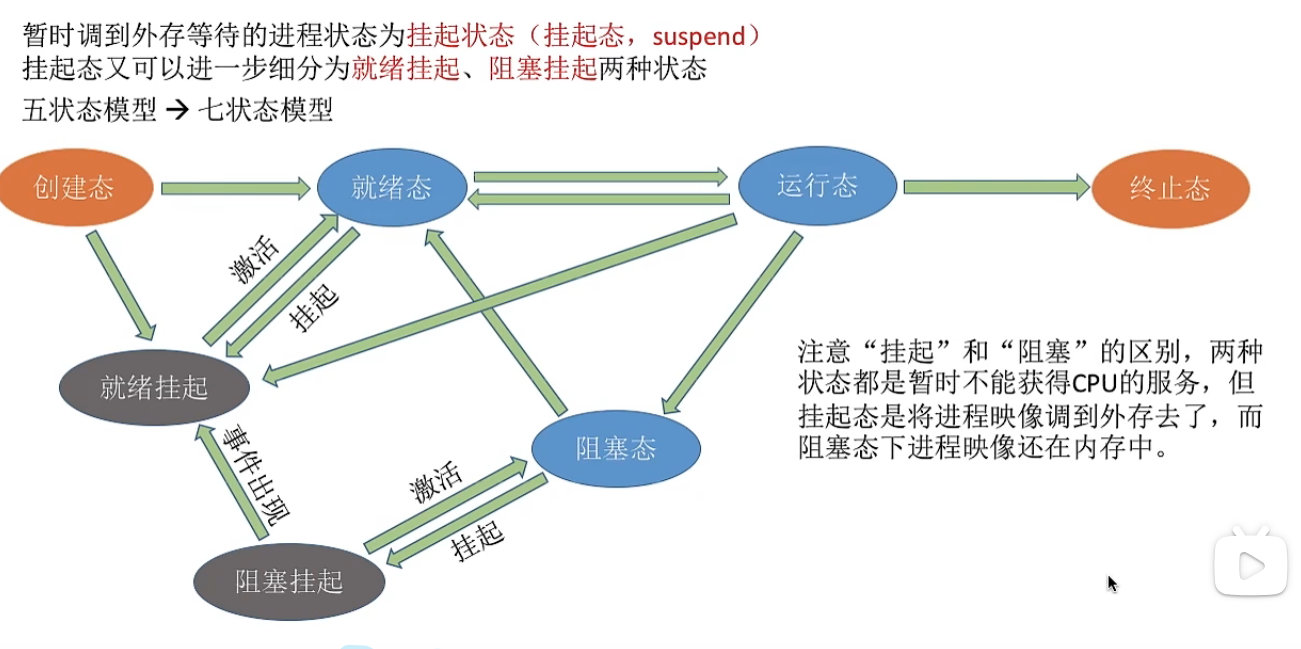 暂时调到外存等待的进程状态为挂起状态（挂起态，suspend）
挂起态又可以进一步细分为就绪挂起、阻塞挂起两种状态
五状态模型 → 七状态模型
创建态
就绪态
运行态
终止态
激活
挂起
就绪挂起
注意“挂起”和“阻塞”的区别，两种
状态都是暂时不能获得CPU的服务，但
挂起态是将进程映像调到外存去了，而
阻塞态下进程映像还在内存中。
事件出现
阻塞态
激活
挂起
阻塞挂起